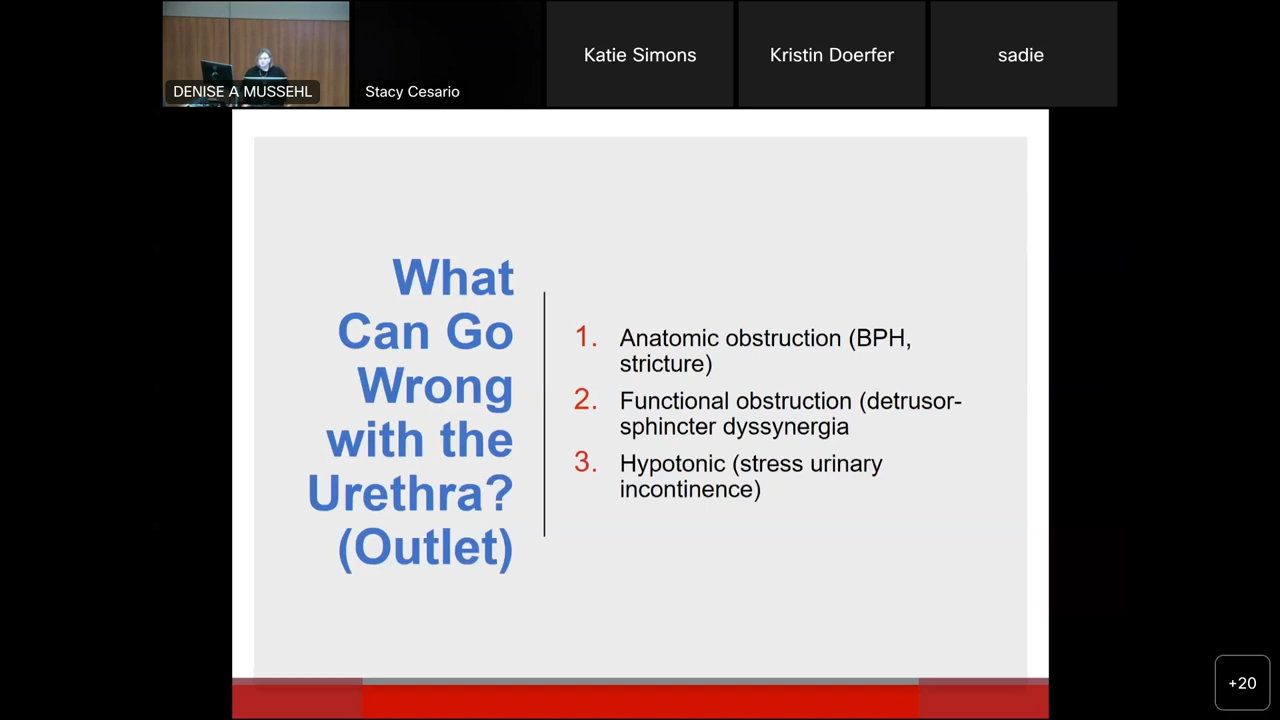 DENISE A MUSSEHL
Stacy Cesario
Katie Simons
Kristin Doerfer
sadie
What
Can Go
Wrong
with the
Urethra?
(Outlet)
1. Anatomic obstruction (BPH,
stricture)
2. Functional obstruction (detrusor-
sphincter dyssynergia
3. Hypotonic (stress urinary
incontinence)
+20